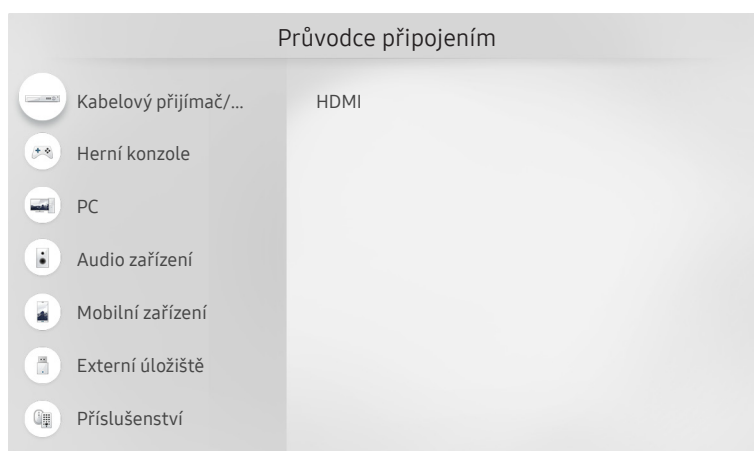 Průvodce připojením
Kabelový přijímač/...
HDMI
Herní konzole
PC
Audio zařízení
Mobilní zařízení
Externí úložiště
Příslušenství